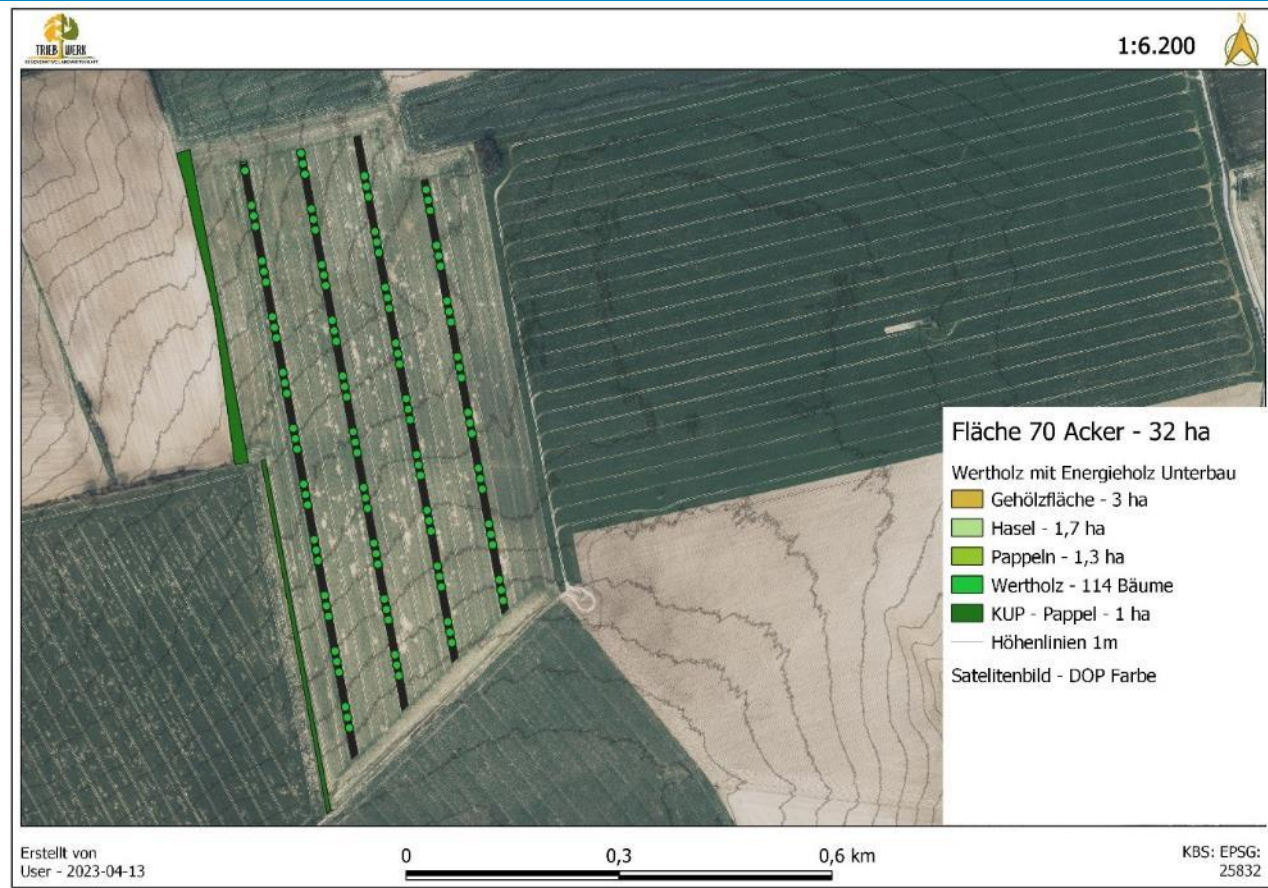 TRIEB WERK
REGENERATIVE LANDWIRTSCHAFT
1:6.200
N
Fläche 70 Acker - 32 ha
Wertholz mit Energieholz Unterbau
Gehölzfläche - 3 ha
Hasel - 1,7 ha
Pappeln - 1,3 ha
Wertholz - 114 Bäume
KUP - Pappel - 1 ha
Höhenlinien 1m
Satelitenbild - DOP Farbe
Erstellt von
User - 2023-04-13
0 0,3 0,6 km
KBS: EPSG:
25832